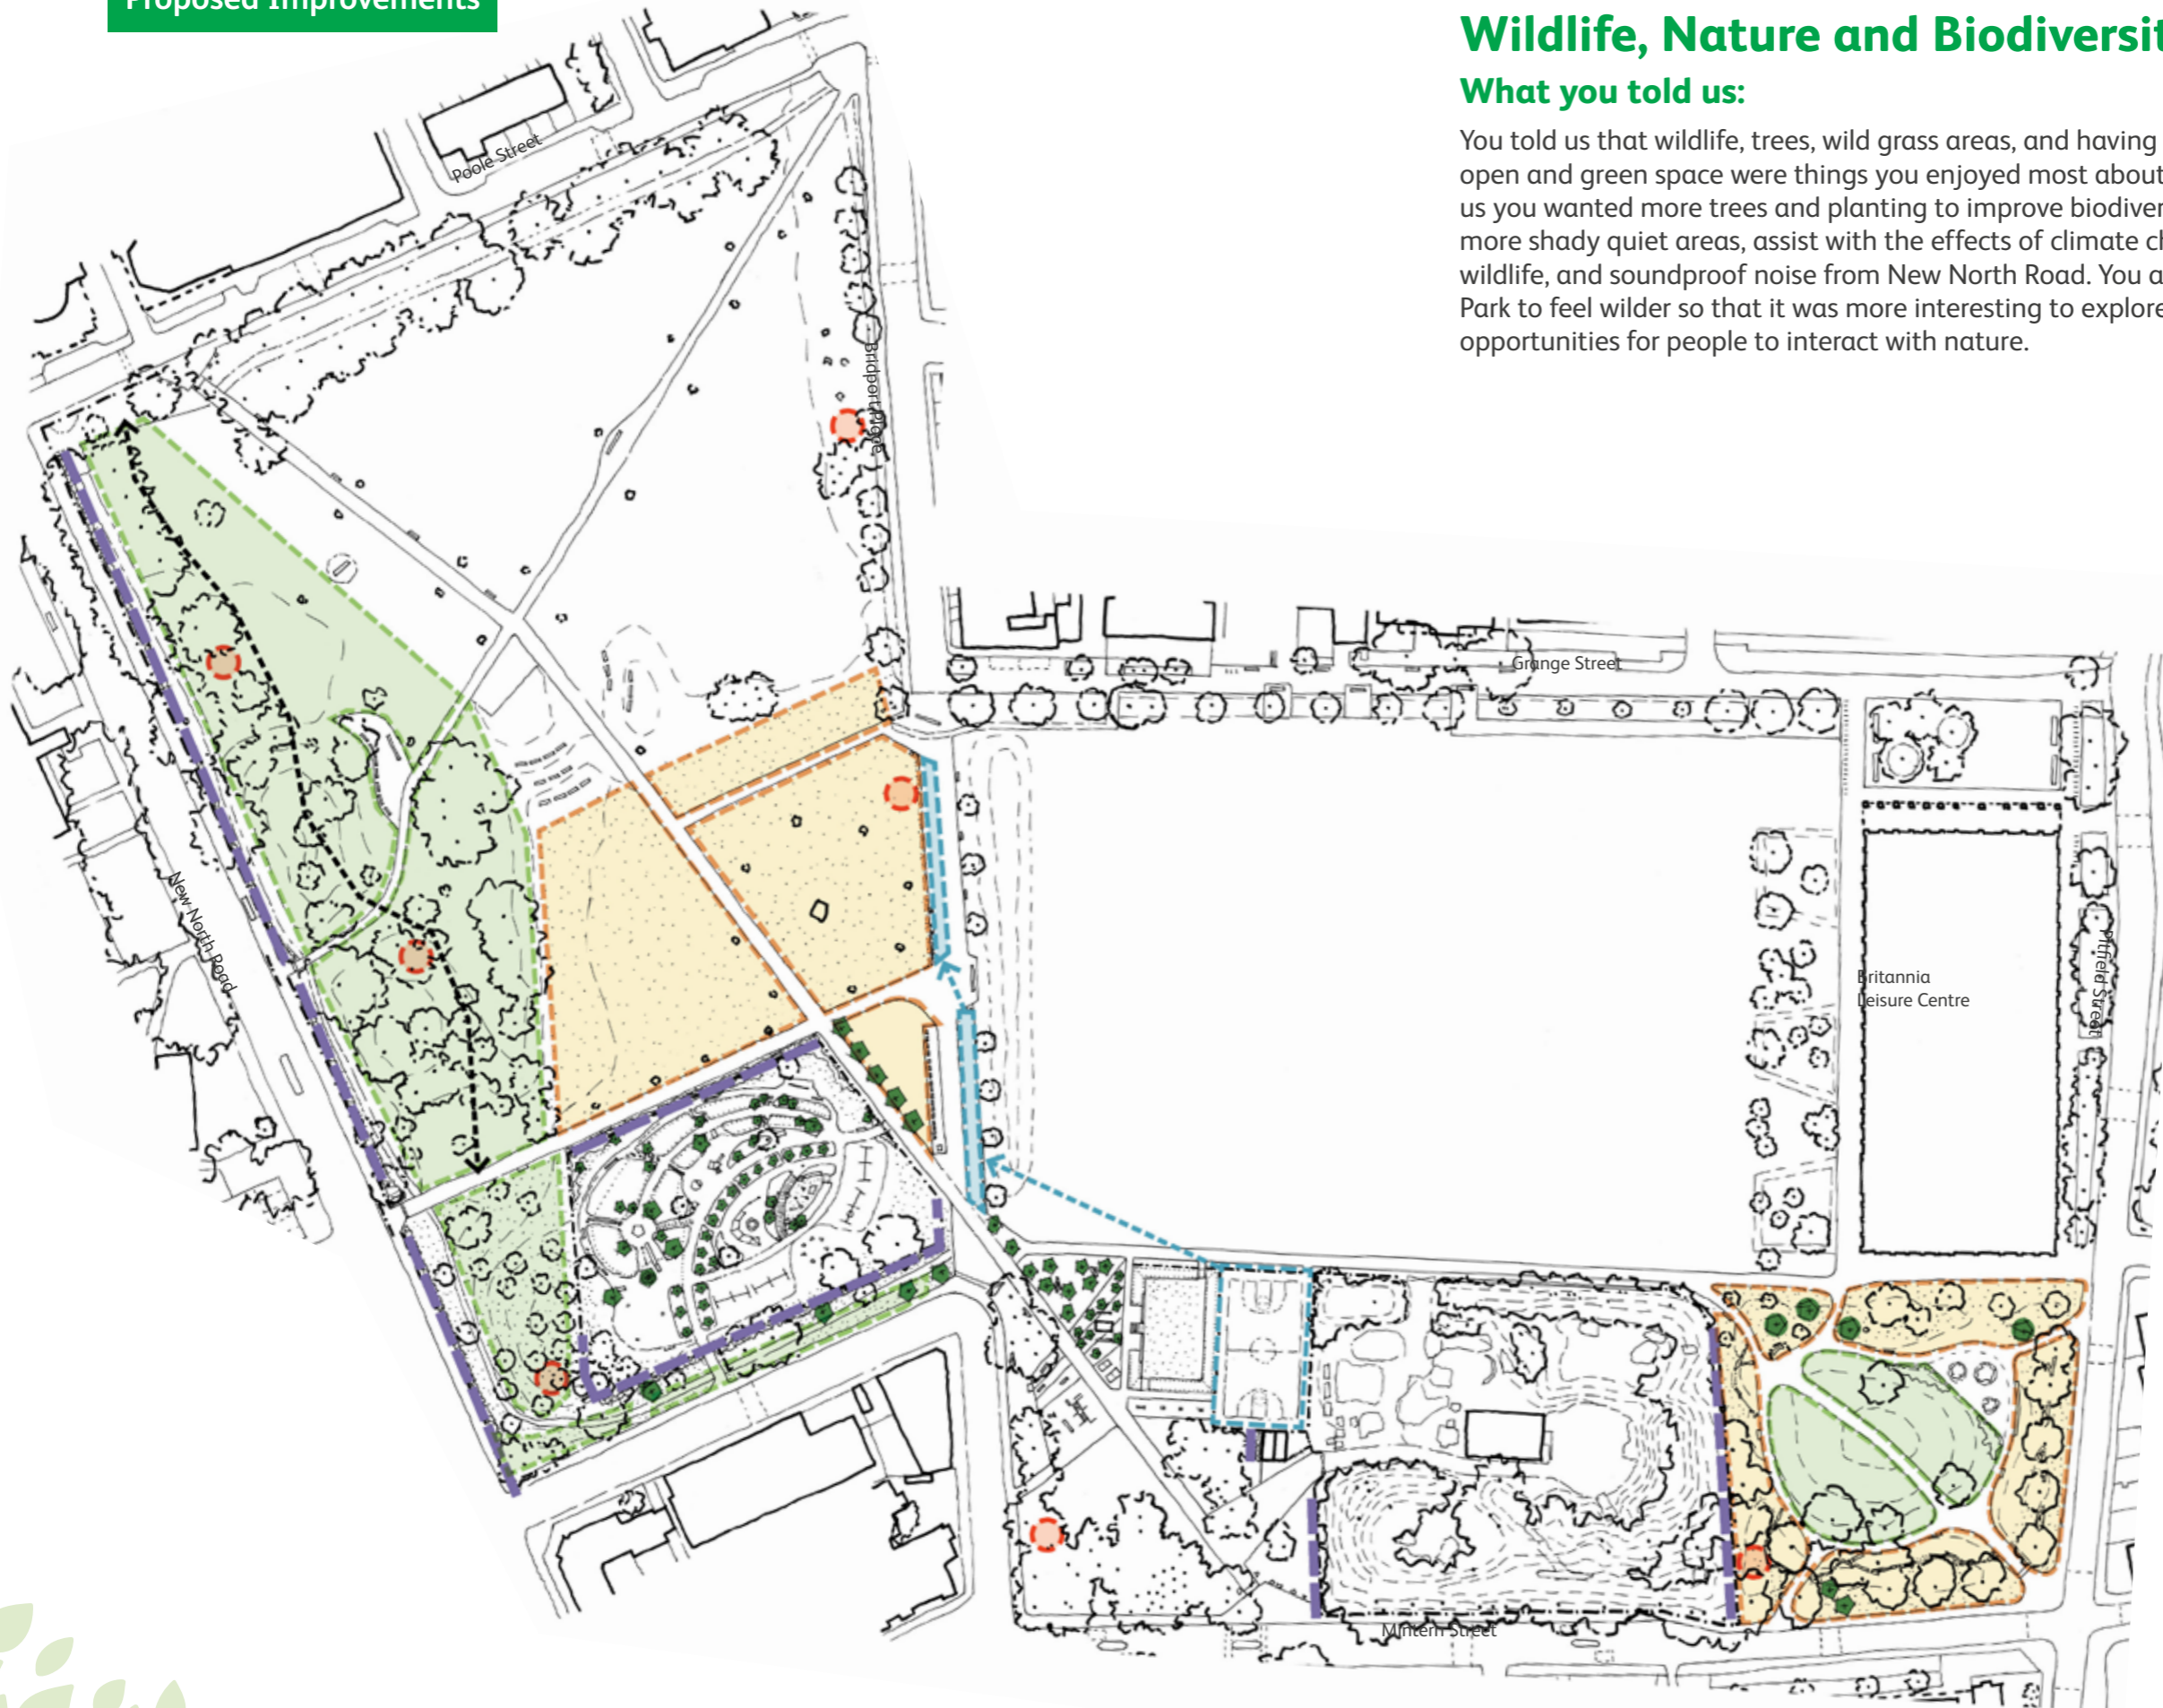 Proposed Improvements
Wildlife, Nature and Biodiversit
What you told us:
You told us that wildlife, trees, wild grass areas, and having
open and green space were things you enjoyed most about
us you wanted more trees and planting to improve biodiver
more shady quiet areas, assist with the effects of climate ch
wildlife, and soundproof noise from New North Road. You a
Park to feel wilder so that it was more interesting to explore
opportunities for people to interact with nature.
Poole Street
Bridport Place
Grange Street
New North Road
Britannia
Leisure Centre
Pitfield Street
Mintern Street